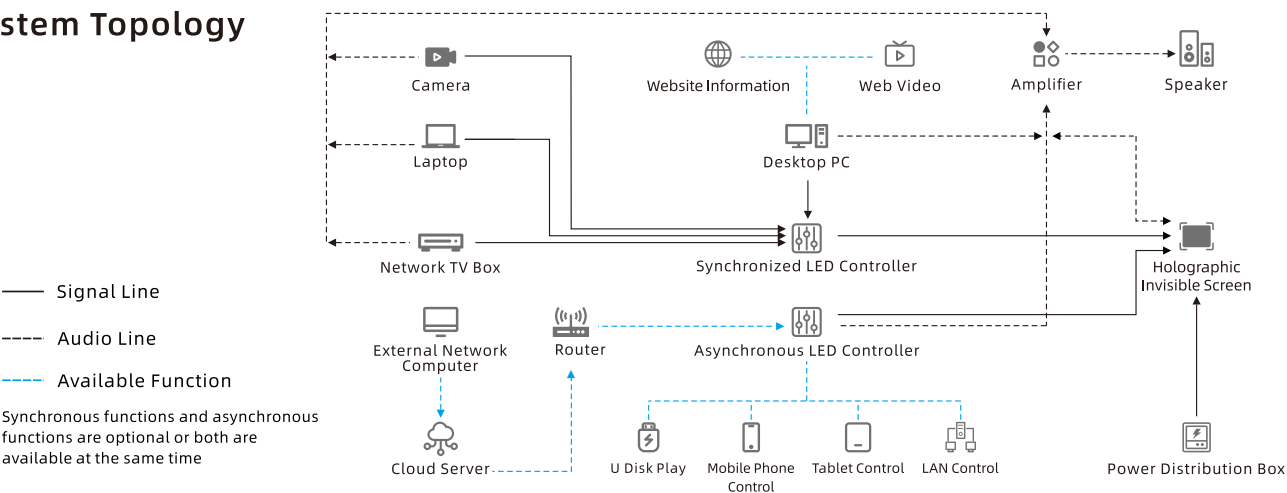 stem Topology
Camera
Website Information
Web Video
Amplifier
Speaker
Laptop
Desktop PC
Network TV Box
Synchronized LED Controller
Holographic
Invisible Screen
Signal Line
Audio Line
Available Function
Synchronous functions and asynchronous
functions are optional or both are
available at the same time
External Network
Computer
Router
Asynchronous LED Controller
Cloud Server
U Disk Play
Mobile Phone
Control
Tablet Control
LAN Control
Power Distribution Box